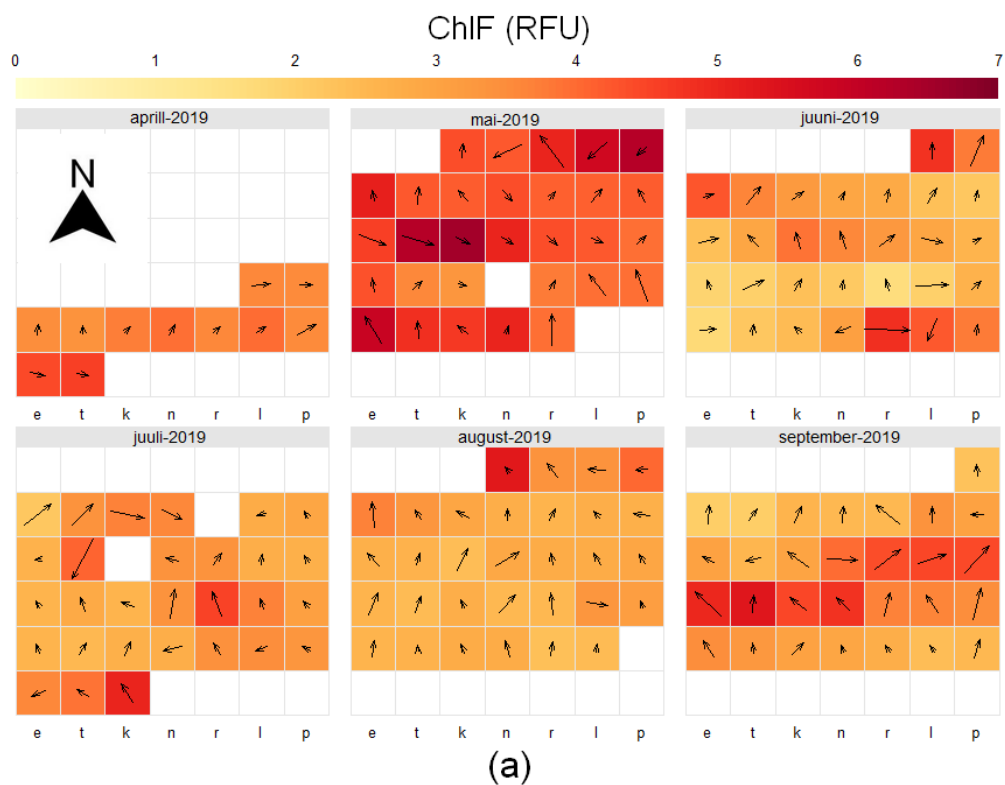 ChlF (RFU)
0 1 2 3 4 5 6 7
aprill-2019 mai-2019 juuni-2019
N
e t k n r l p e t k n r l p e t k n r l p
juuli-2019 august-2019 september-2019
e t k n r l p e t k n r l p e t k n r l p
(a)